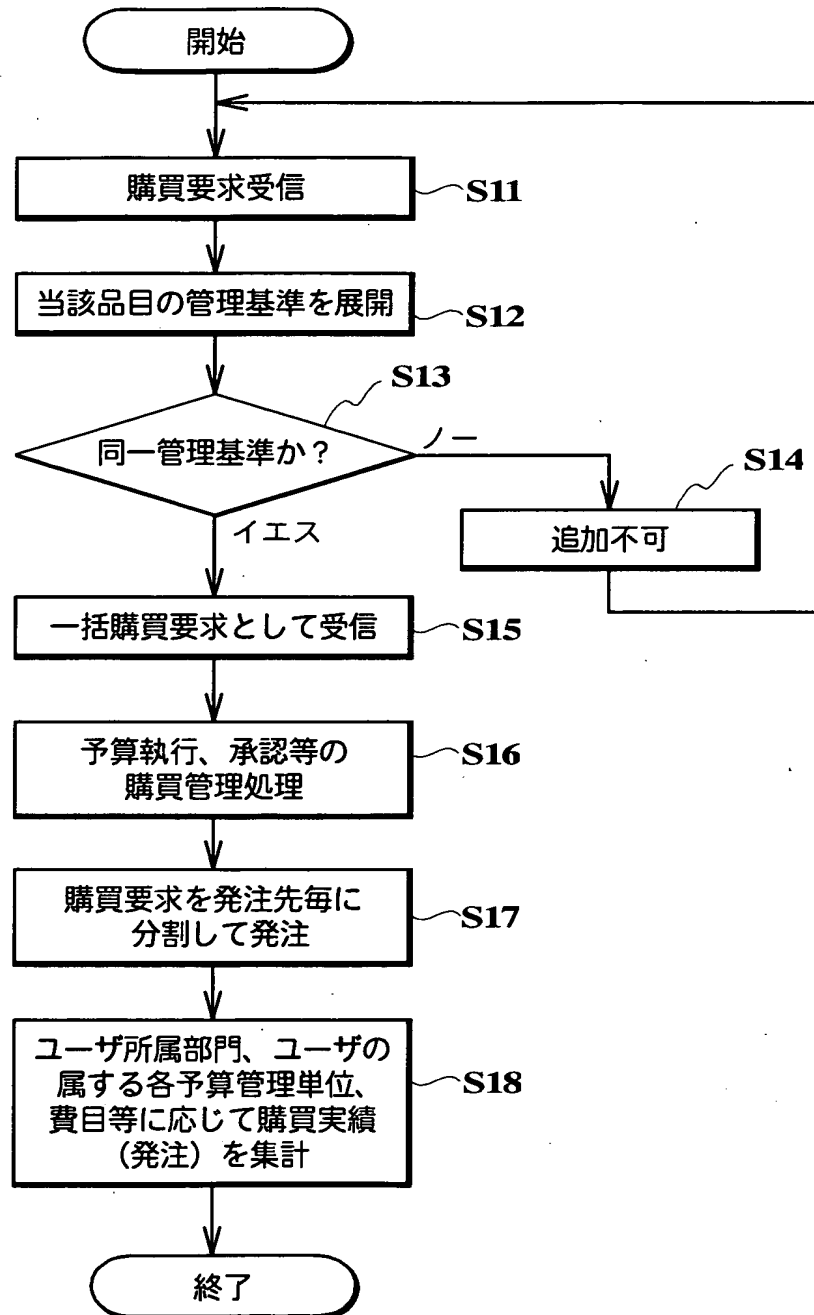 開始
購買要求受信
S11
当該品目の管理基準を展開
S12
S13
同一管理基準か？
ノー
S14
追加不可
イエス
一括購買要求として受信
S15
予算執行、承認等の
購買管理処理
S16
購買要求を発注先毎に
分割して発注
S17
ユーザ所属部門、ユーザの
属する各予算管理単位、
費目等に応じて購買実績
（発注）を集計
S18
終了